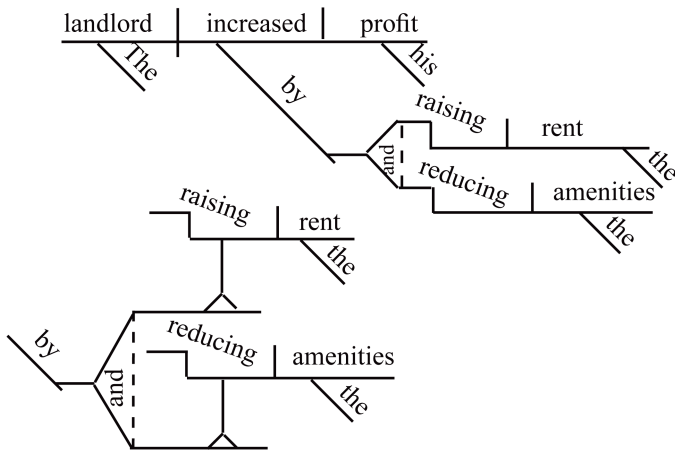 landlord increased profit
The his
by
raising rent
and the
reducing amenities
the
raising rent
the
by
reducing amenities
and the